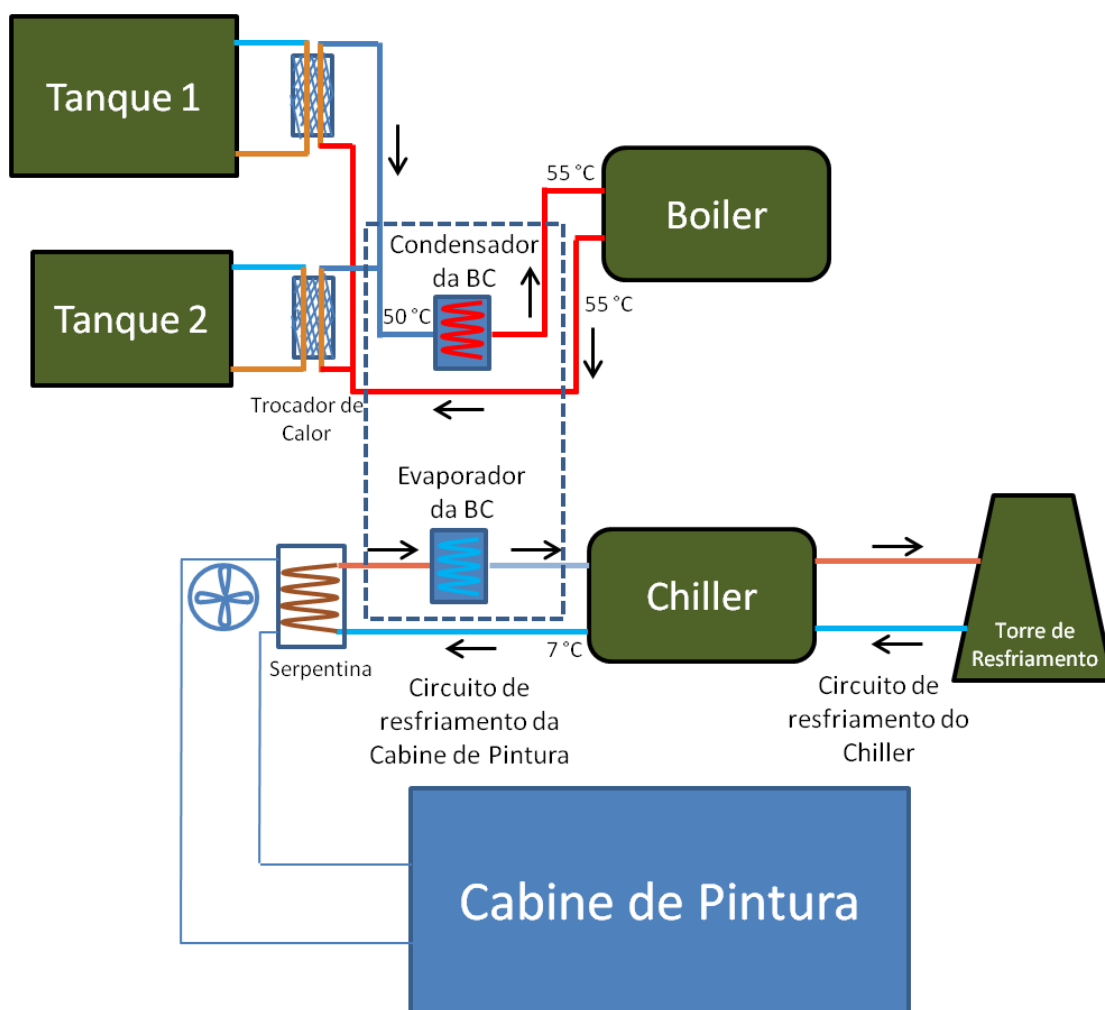 Tanque 1
55 °C
Boiler
Condensador
da BC
Tanque 2
50 °C
55 °C
Trocador de
Calor
Evaporador
da BC
Chiller
Torre de
Resfriamento
Serpentina
7 °C
Circuito de
resfriamento da
Cabine de Pintura
Circuito de
resfriamento do
Chiller
Cabine de Pintura